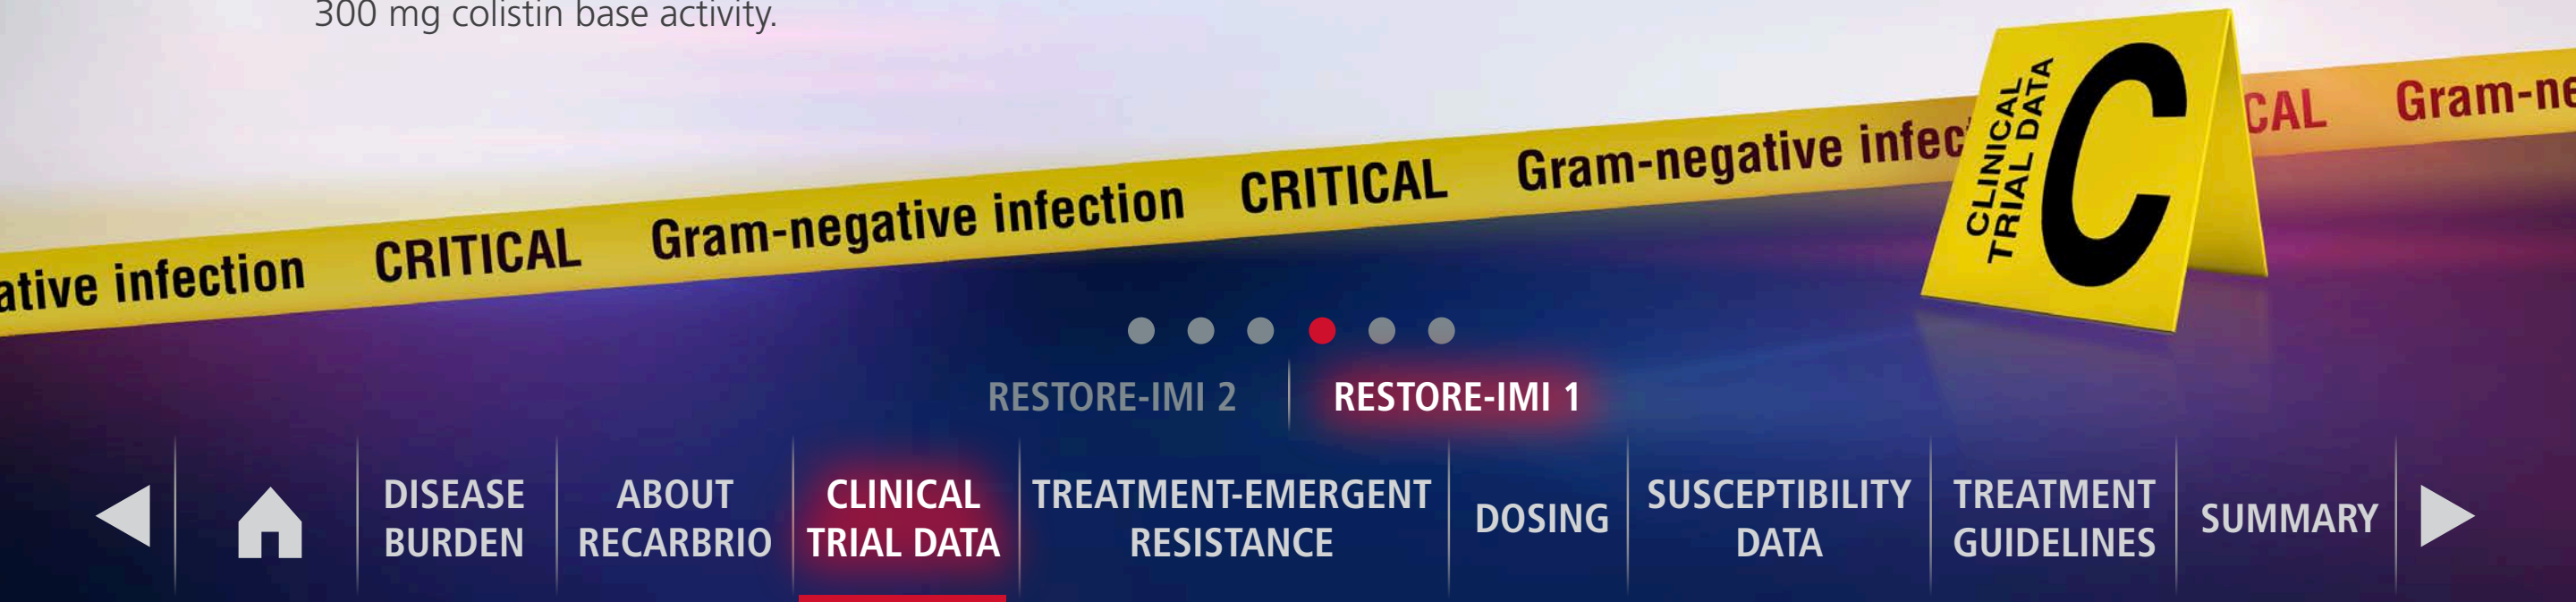 300 mg colistin base activity.
ative infection CRITICAL Gram-negative infection CRITICAL Gram-negative infec CAL Gram-ne
CLINICAL
TRIAL DATA
C
RESTORE-IMI 2
RESTORE-IMI 1
DISEASE
BURDEN
ABOUT
RECARBRIO
CLINICAL
TRIAL DATA
TREATMENT-EMERGENT
RESISTANCE
DOSING
SUSCEPTIBILITY
DATA
TREATMENT
GUIDELINES
SUMMARY